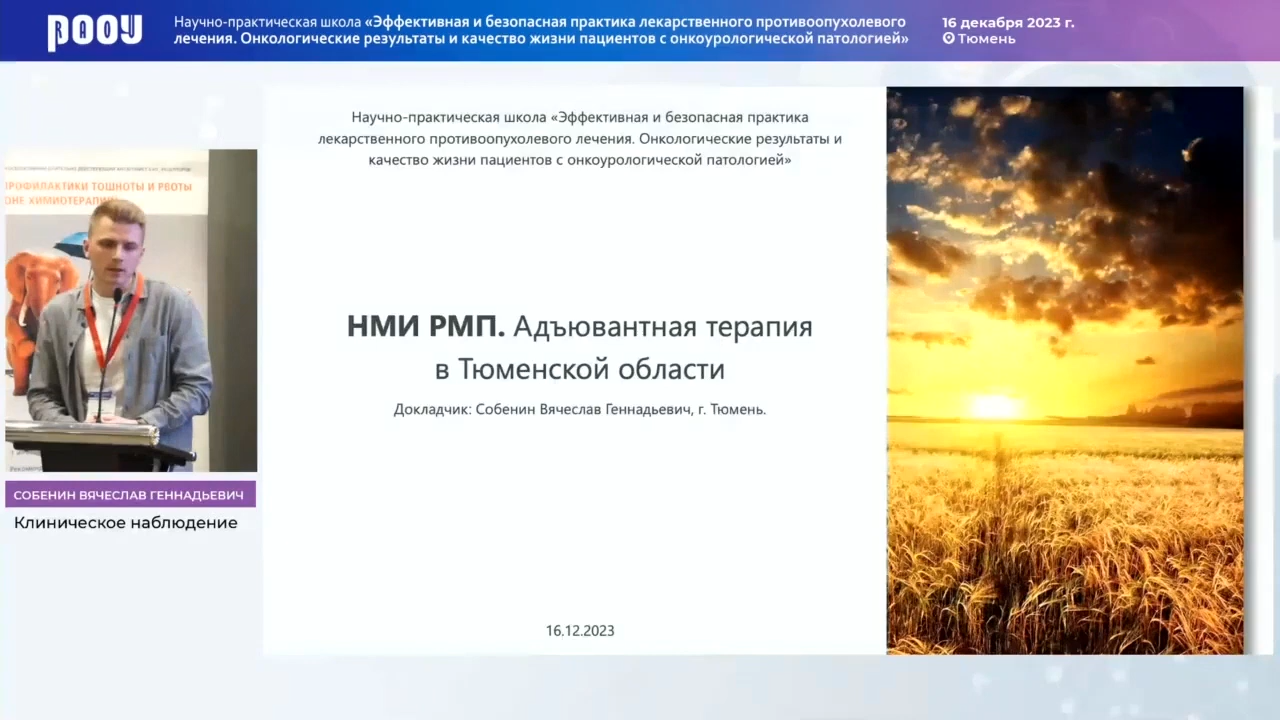 РООУ
RAOU
Научно-практическая школа «Эффективная и безопасная практика лекарственного противоопухолевого
лечения. Онкологические результаты и качество жизни пациентов с онкоурологической патологией»
16 декабря 2023 г.
Тюмень
ПРОФИЛАКТИКИ ТОШНОТЫ И РВОТЫ
ОНЕ ХИМИОТЕРАПИИ
СОБЕНИН ВЯЧЕСЛАВ ГЕННАДЬЕВИЧ
Клиническое наблюдение
Научно-практическая школа «Эффективная и безопасная практика
лекарственного противоопухолевого лечения. Онкологические результаты и
качество жизни пациентов с онкоурологической патологией»
НМИ РМП. Адъювантная терапия
в Тюменской области
Докладчик: Собенин Вячеслав Геннадьевич, г. Тюмень.
16.12.2023